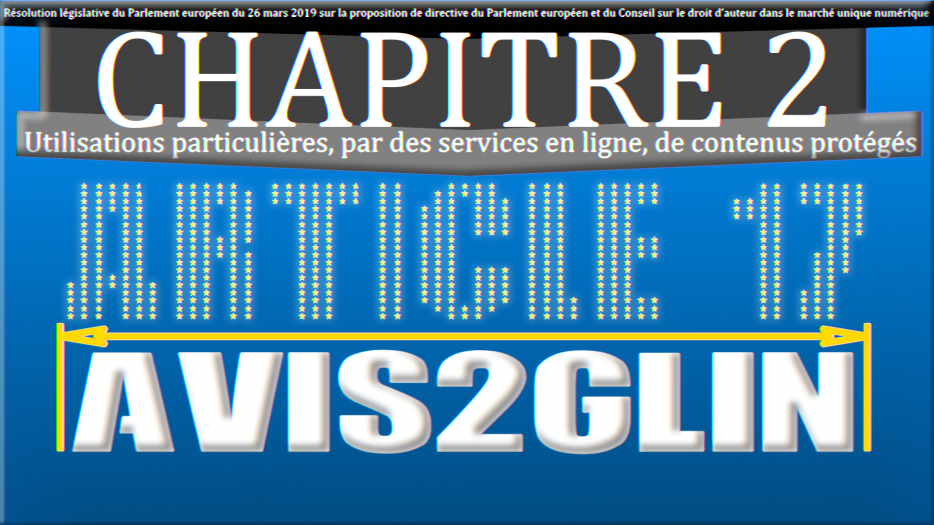 Résolution législative du Parlement européen du 26 mars 2019 sur la proposition de directive du Parlement européen et du Conseil sur le droit d'auteur dans le marché unique numérique
CHAPITRE 2
Utilisations particulières, par des services en ligne, de contenus protégés
ARTICLE 17
AVIS2GLIN